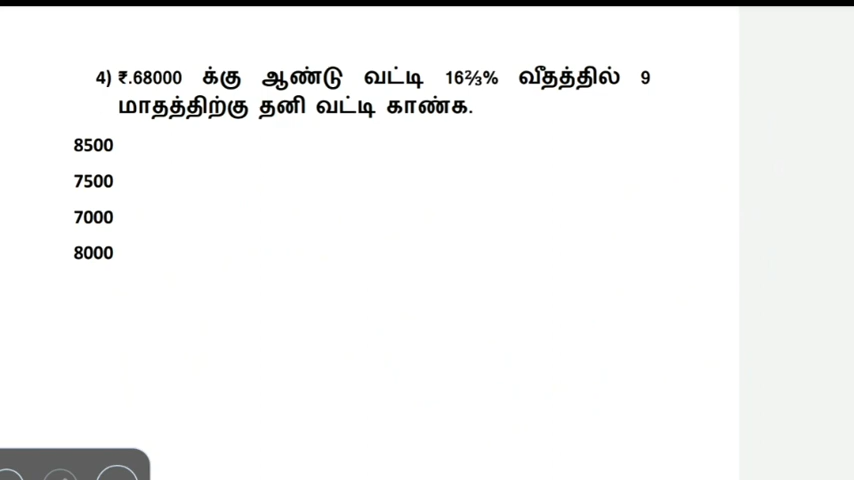 4) ₹.68000 க்கு ஆண்டு வட்டி 16⅔% வீதத்தில் 9
மாதத்திற்கு தனி வட்டி காண்க.
8500
7500
7000
8000